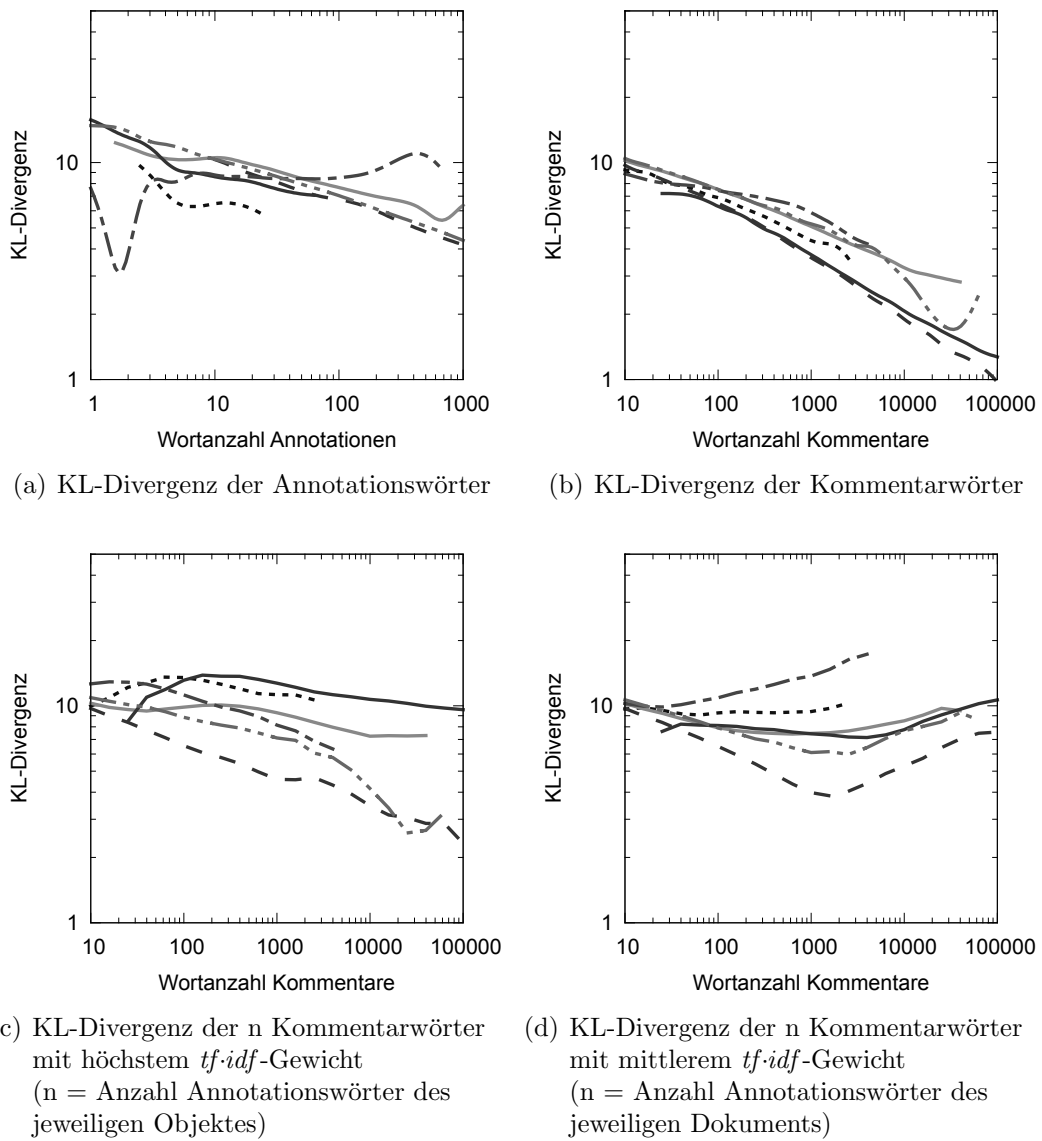 KL-Divergenz
10
1
1
10
100
1000
Wortanzahl Annotationen
(a) KL-Divergenz der Annotationswörter
KL-Divergenz
10
1
10
100
1000
10000
100000
Wortanzahl Kommentare
(b) KL-Divergenz der Kommentarwörter
KL-Divergenz
10
1
10
100
1000
10000
100000
Wortanzahl Kommentare
c) KL-Divergenz der n Kommentarwörter
mit höchstem tf·idf-Gewicht
(n = Anzahl Annotationswörter des
jeweiligen Objektes)
KL-Divergenz
10
1
10
100
1000
10000
100000
Wortanzahl Kommentare
(d) KL-Divergenz der n Kommentarwörter
mit mittlerem tf·idf-Gewicht
(n = Anzahl Annotationswörter des
jeweiligen Dokuments)